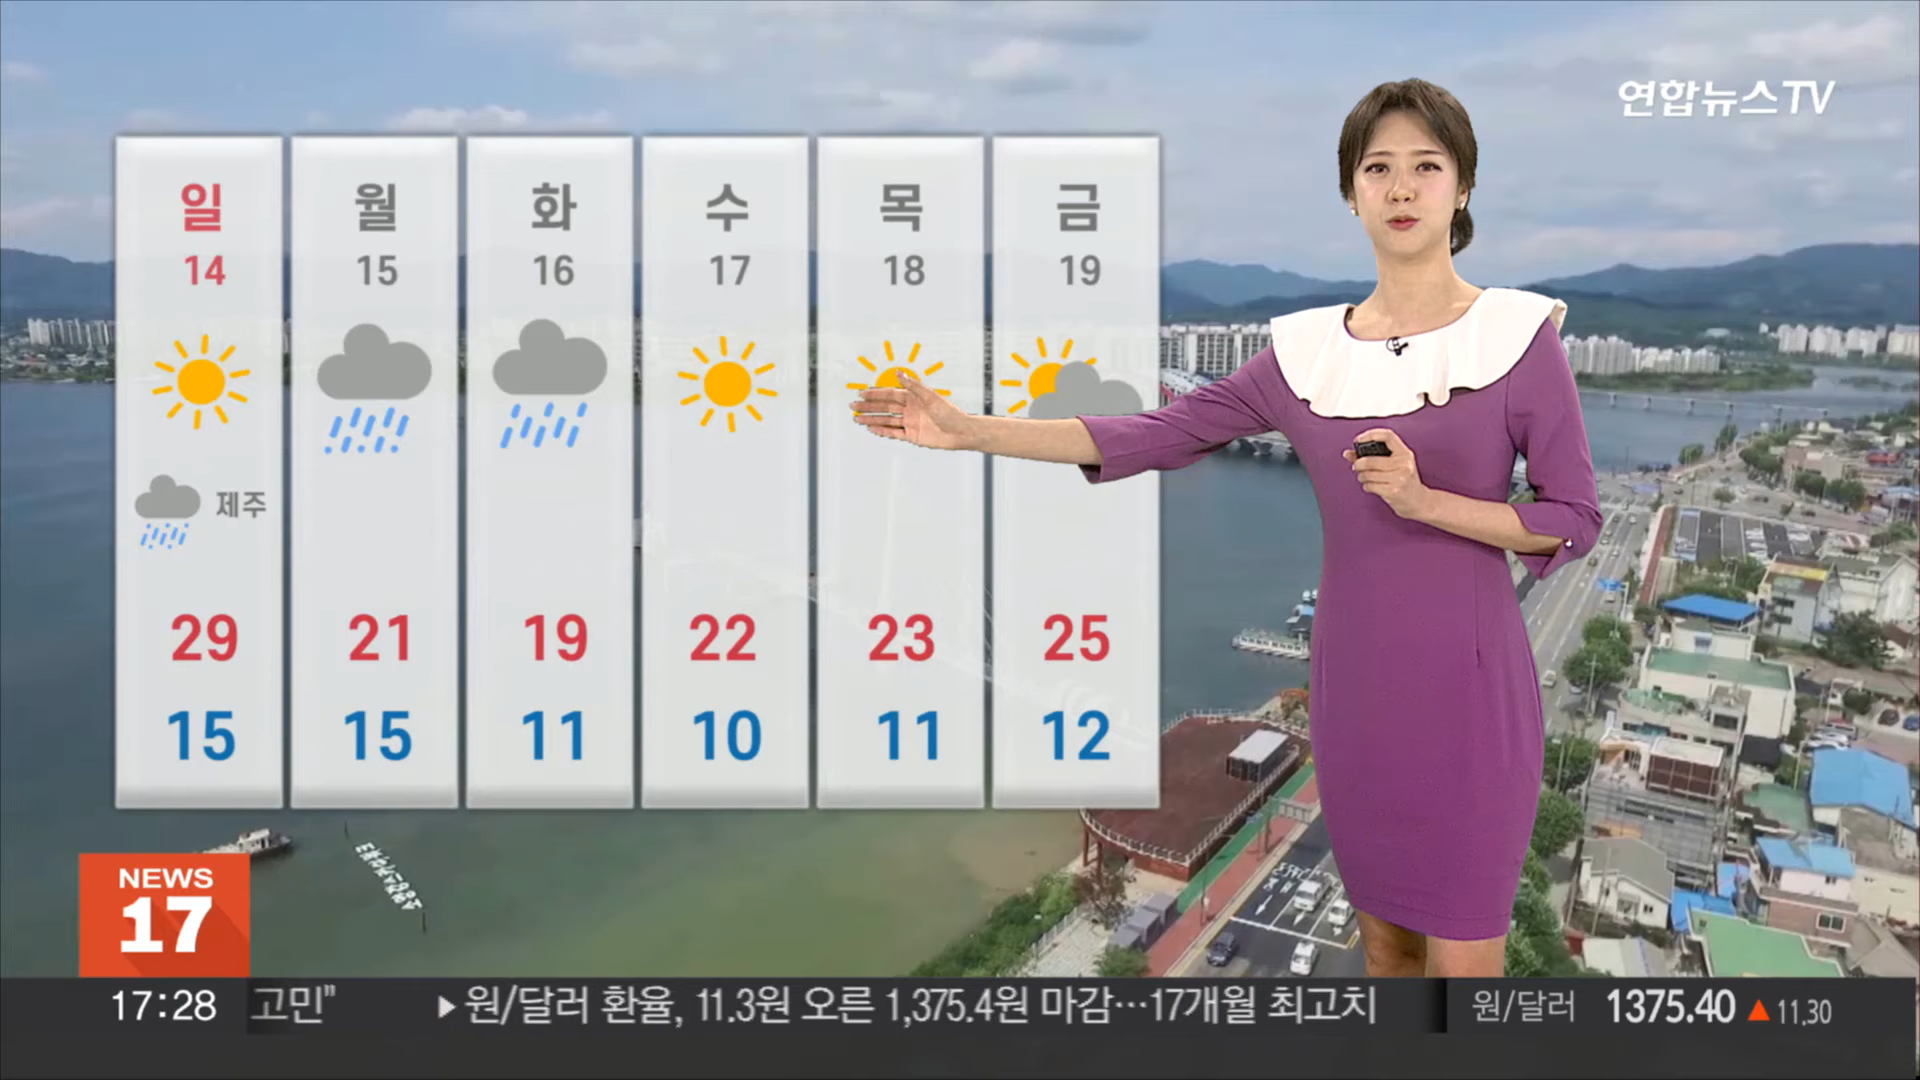 연합뉴스TV
일 월 화 수 목 금
14 15 16 17 18 19
제주
29 21 19 22 23 25
15 15 11 10 11 12
NEWS
17
17:28 고민" ▶원/달러 환율, 11.3원 오른 1,375.4원 마감…17개월 최고치 원/달러 1375.40 ▲11.30